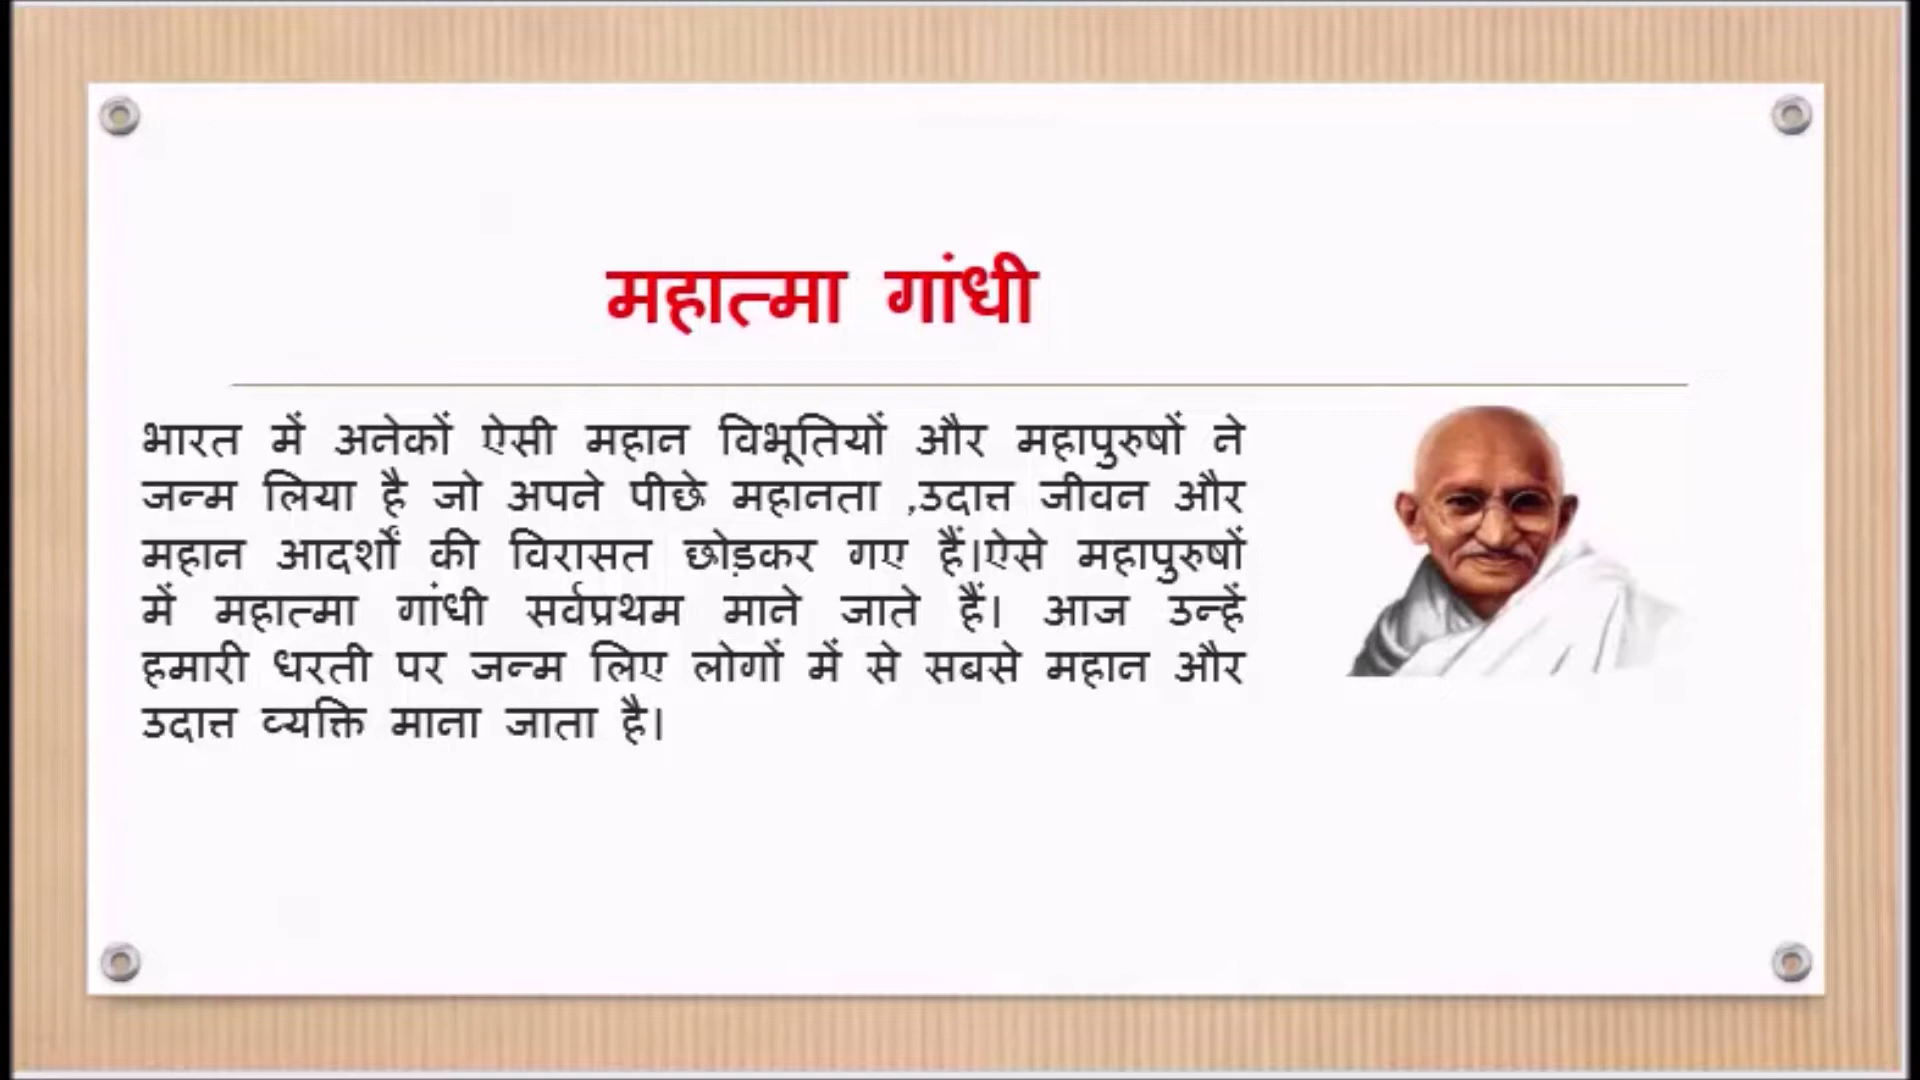 महात्मा गांधी
भारत में अनेकों ऐसी महान विभूतियों और महापुरुषों ने
जन्म लिया है जो अपने पीछे महानता ,उदात्त जीवन और
महान आदर्शों की विरासत छोड़कर गए हैं।ऐसे महापुरुषों
में महात्मा गांधी सर्वप्रथम माने जाते हैं। आज उन्हें
हमारी धरती पर जन्म लिए लोगों में से सबसे महान और
उदात्त व्यक्ति माना जाता है।